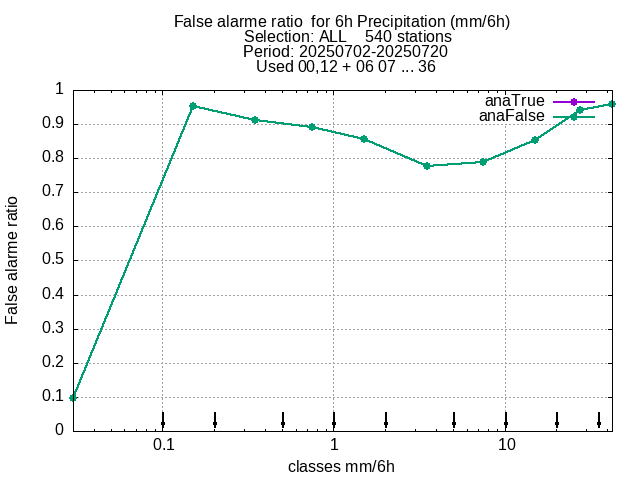 False alarme ratio  for 6h Precipitation (mm/6h)
Selection: ALL    540 stations
Period: 20250702-20250720
Used 00,12 + 06 07 ... 36
anaTrue
anaFalse
1
0.9
0.8
0.7
0.6
0.5
0.4
0.3
0.2
0.1
0
False alarme ratio
0.1 1 10
classes mm/6h